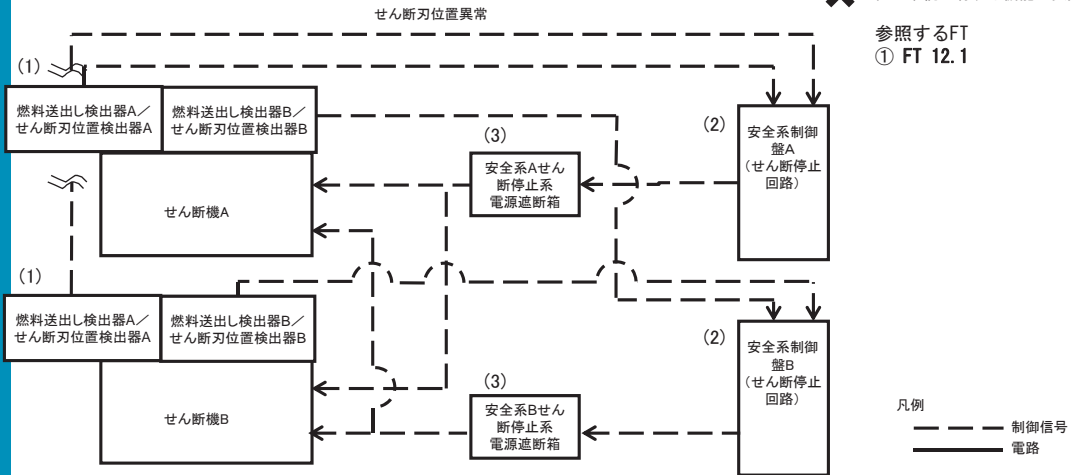 せん断刃位置異常
参照するFT
① FT 12.1
(1)
燃料送出し検出器A／
せん断刃位置検出器A
燃料送出し検出器B／
せん断刃位置検出器B
せん断機A
(3)
安全系Aせん
断停止系
電源遮断箱
(2)
安全系制御
盤A
(せん断停止
回路)
(1)
燃料送出し検出器A／
せん断刃位置検出器A
燃料送出し検出器B／
せん断刃位置検出器B
せん断機B
(3)
安全系Bせん
断停止系
電源遮断箱
(2)
安全系制御
盤B
(せん断停止
回路)
凡例
制御信号
電路